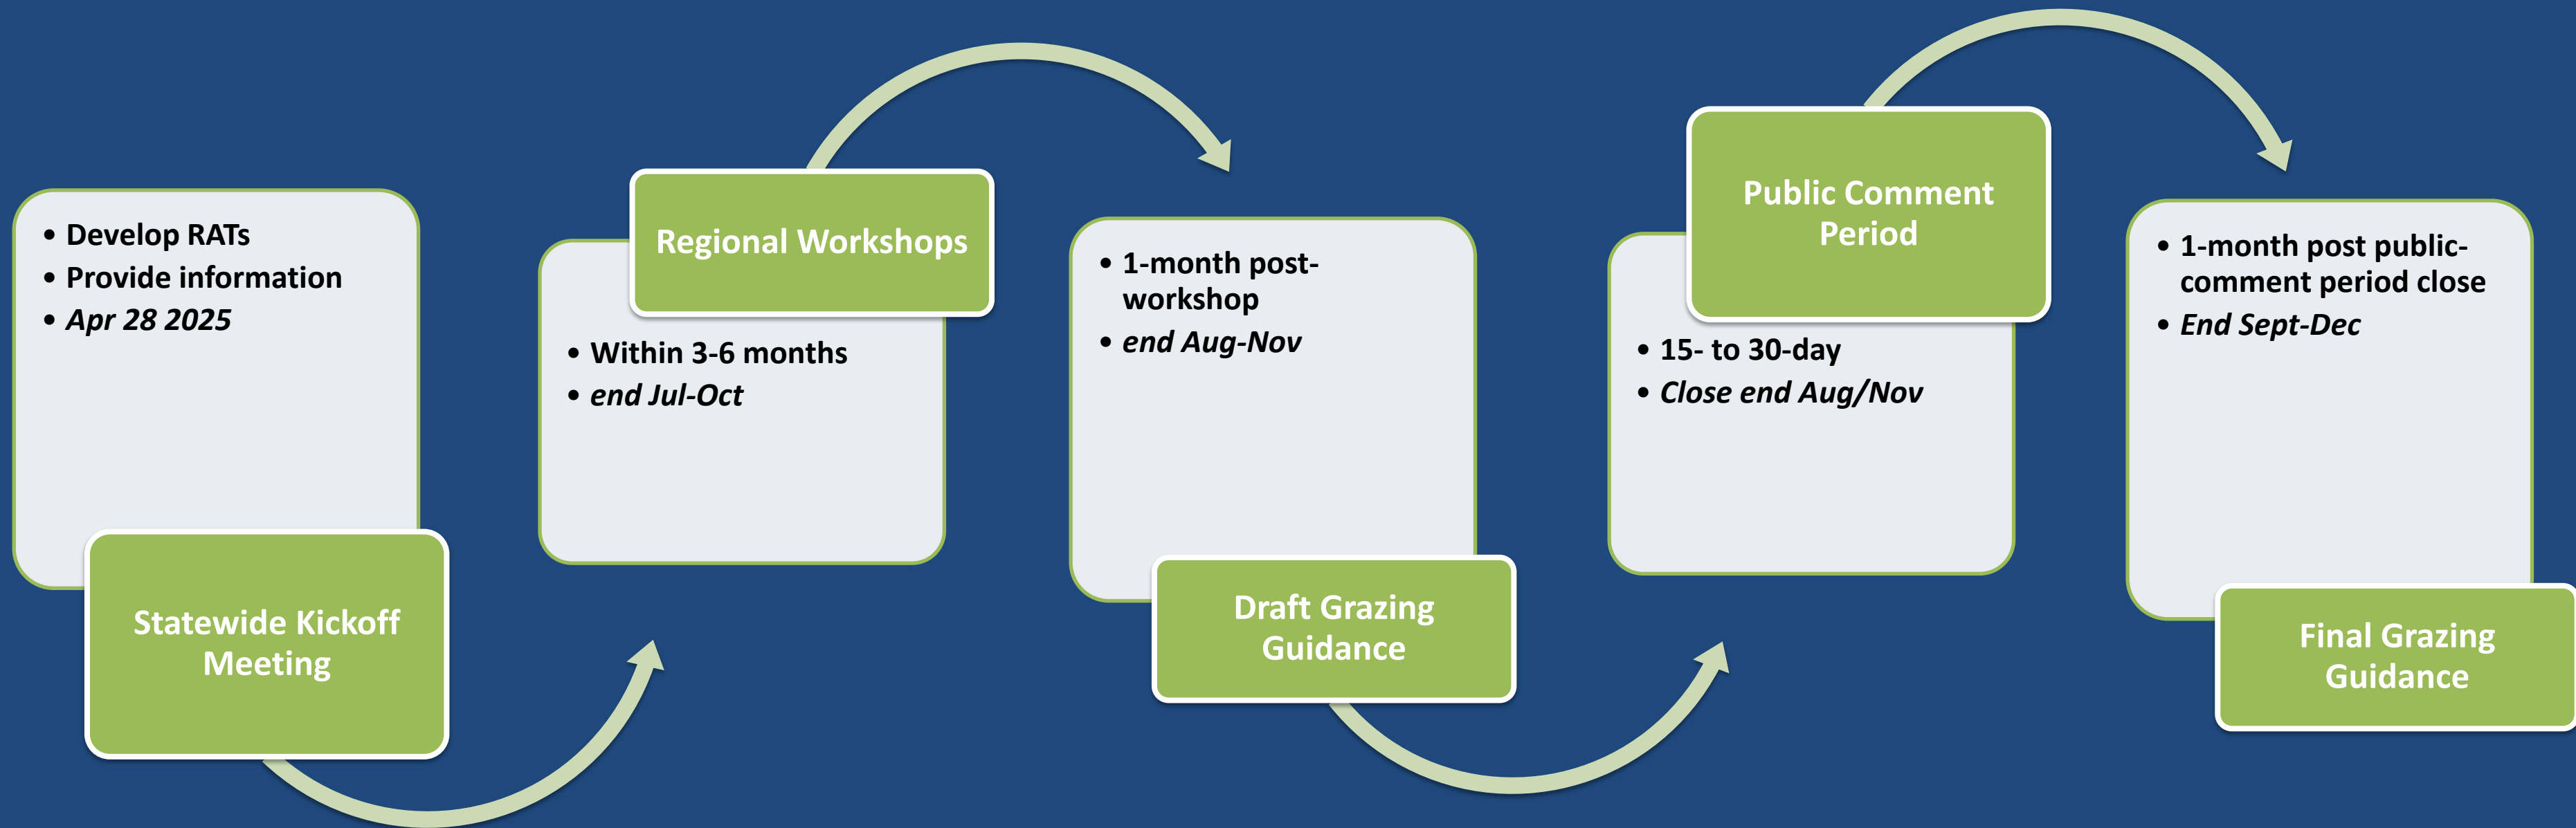 • Develop RATs
• Provide information
• Apr 28 2025
Statewide Kickoff
Meeting
Regional Workshops
• Within 3-6 months
• end Jul-Oct
• 1-month post-
workshop
• end Aug-Nov
Draft Grazing
Guidance
Public Comment
Period
• 15- to 30-day
• Close end Aug/Nov
• 1-month post public-
comment period close
• End Sept-Dec
Final Grazing
Guidance